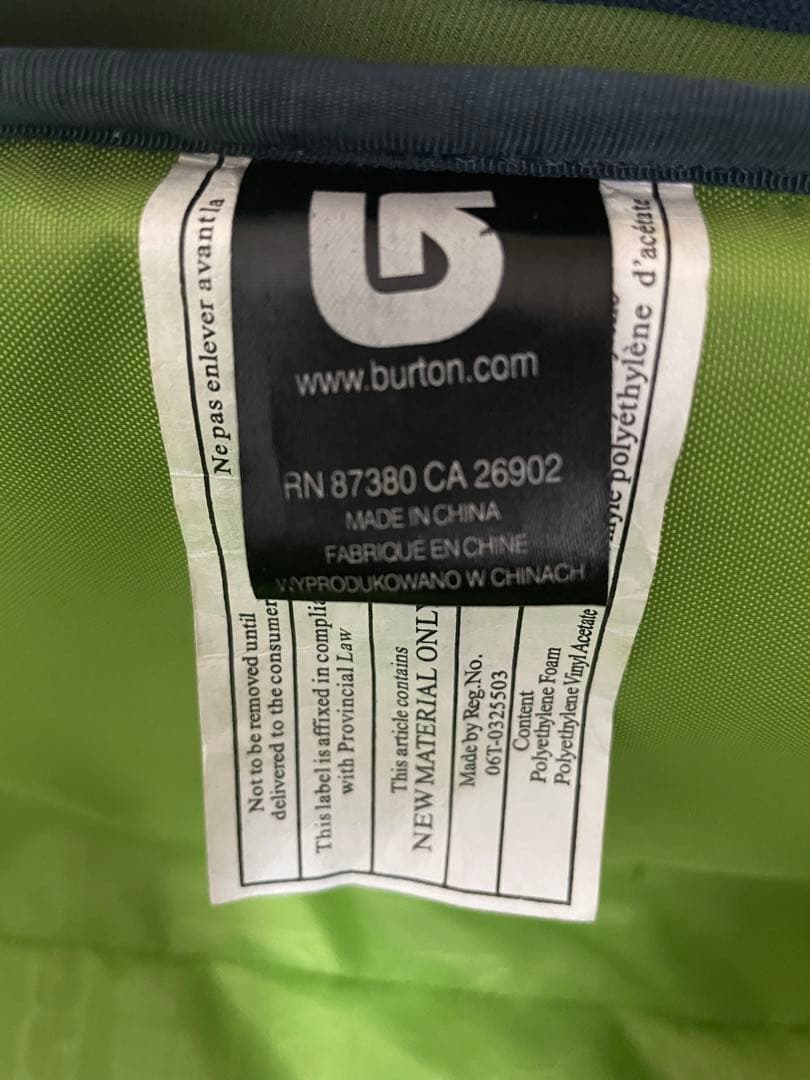 www.burton.com
RN 87380 CA 26902
MADE IN CHINA
FABRIQUÉ EN CHINE
WYPRODUKOWANO W CHINACH
Ne pas enlever avant la
polyéthylène d'acétate
Not to be removed until
delivered to the consumer
This label is affixed in complia
with Provincial Law
This article contains
NEW MATERIAL ONLY
Made by Reg.No.
06T-0325503
Content
Polyethylene Foam
Polyethylene Vinyl Acetate